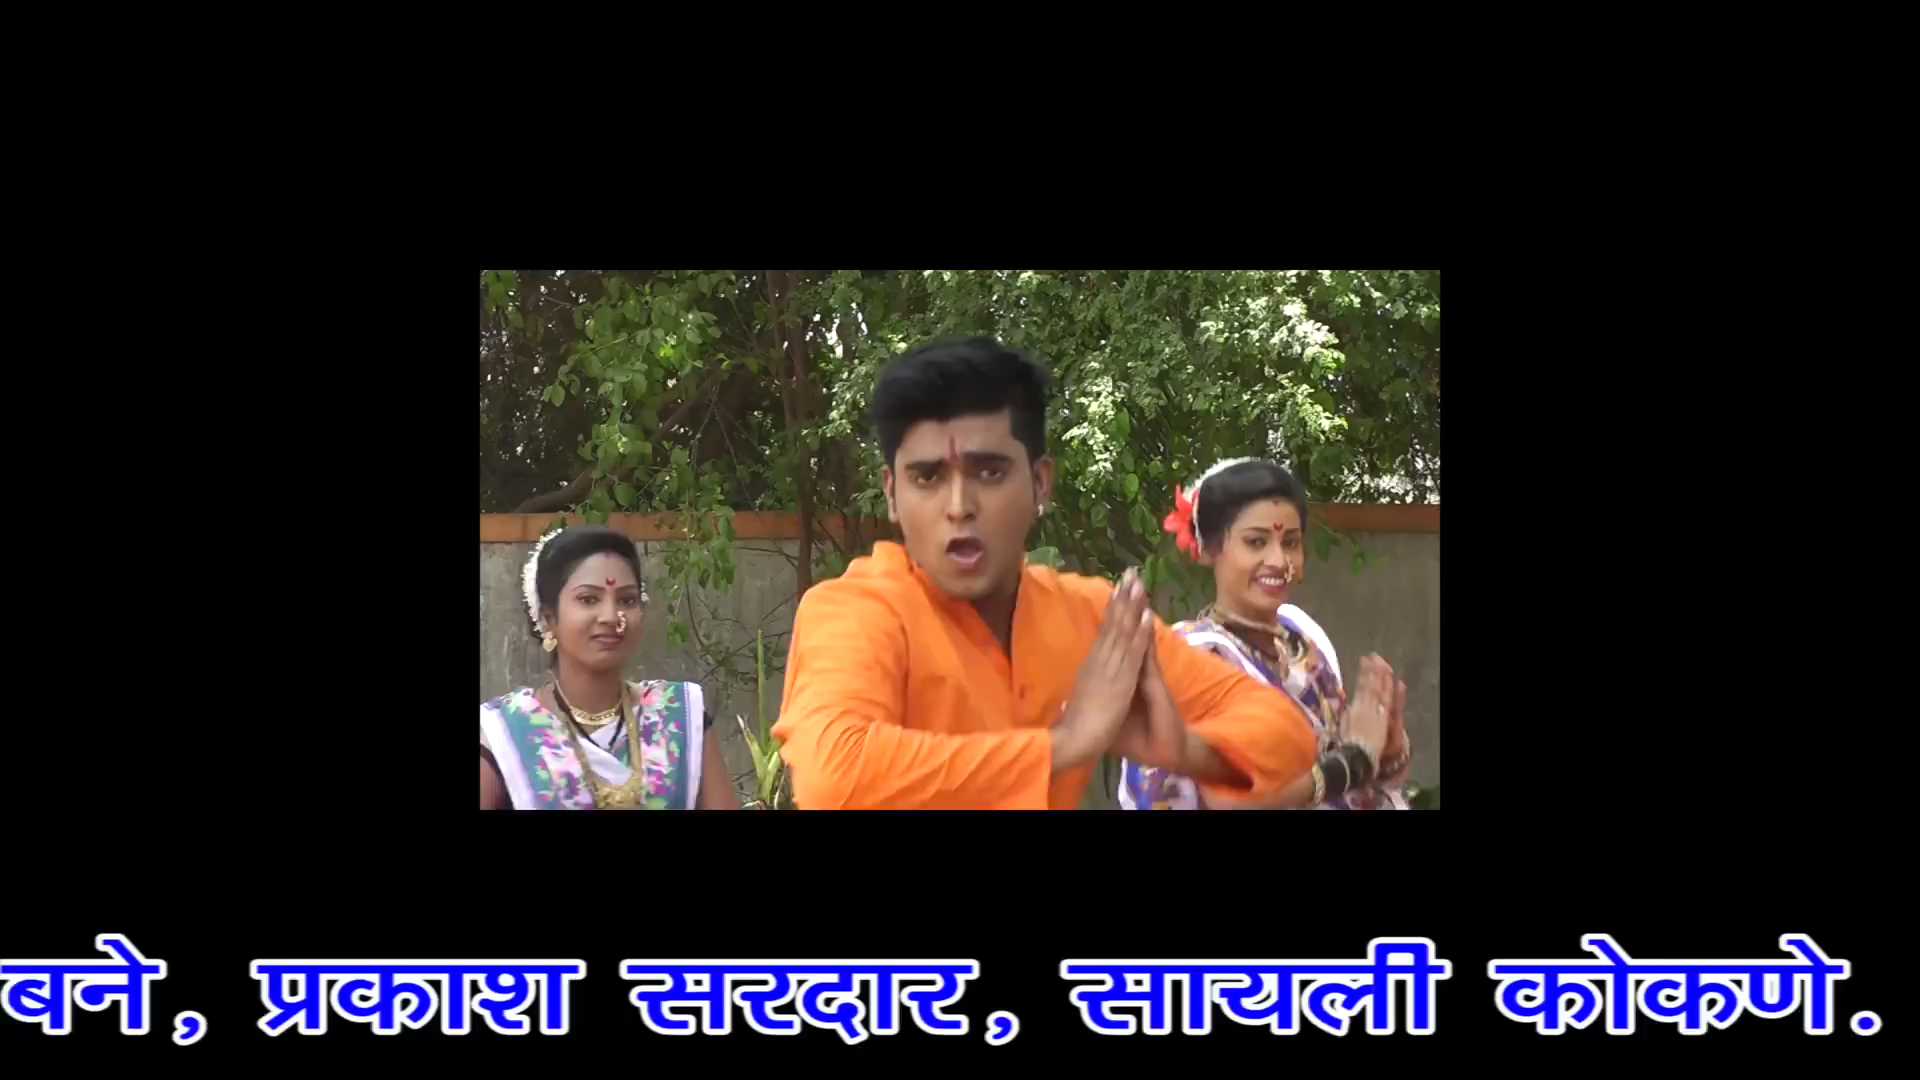 बने, प्रकाश सरदार, सायली कोकणे.